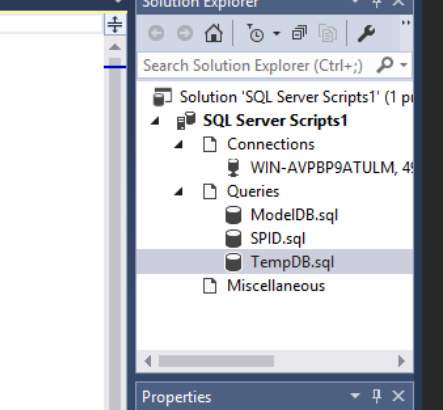 Solution Explorer
Search Solution Explorer (Ctrl+;)
Solution 'SQL Server Scripts1' (1
SQL Server Scripts1
Connections
WIN-AVPBP9ATULM,
Queries
ModelDB.sql
SPID.sql
TempDB.sql
Miscellaneous
Properties